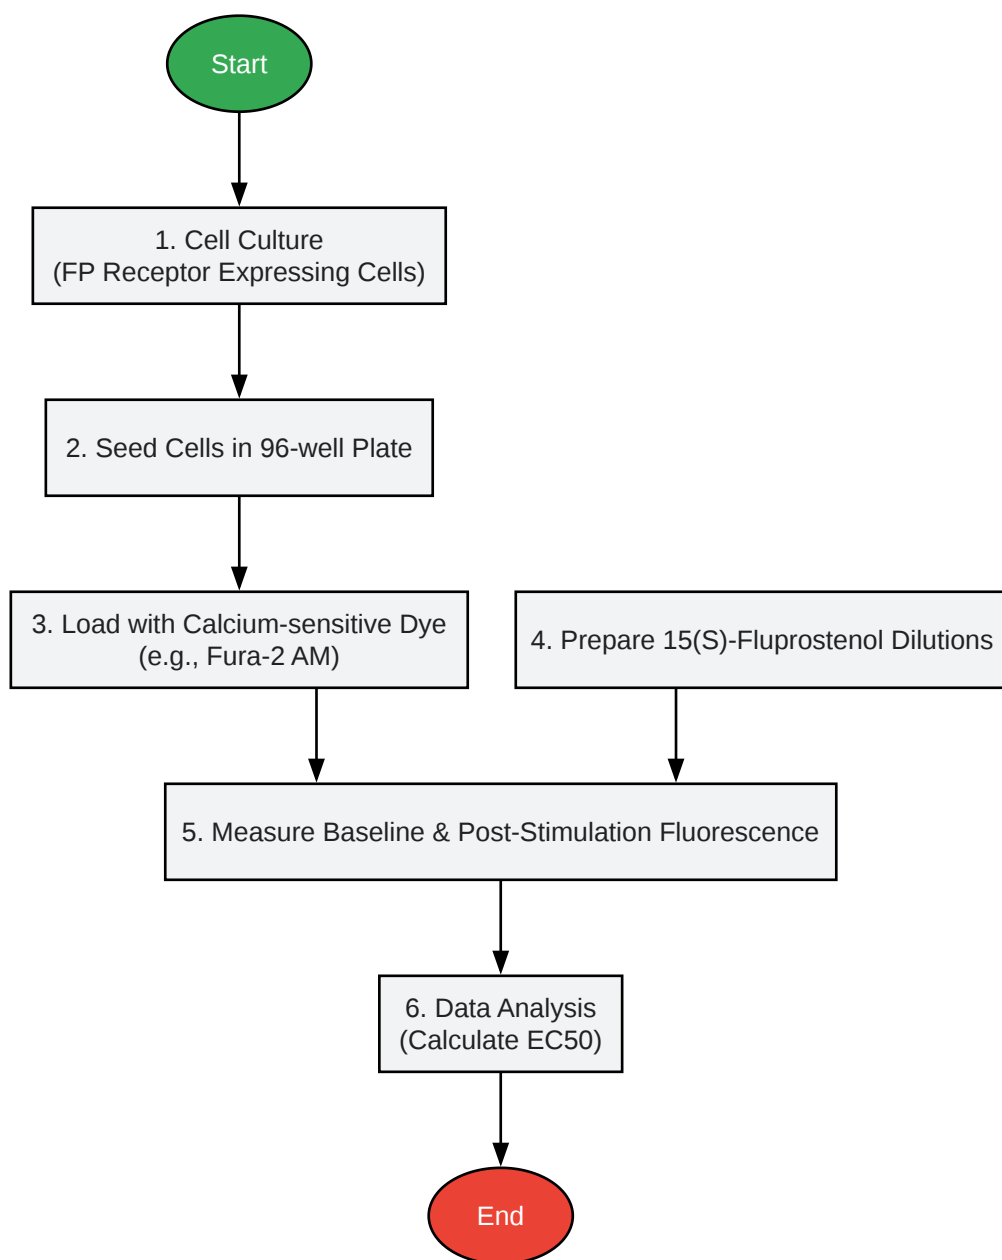 Start
1. Cell Culture
(FP Receptor Expressing Cells)
2. Seed Cells in 96-well Plate
3. Load with Calcium-sensitive Dye
(e.g., Fura-2 AM)
4. Prepare 15(S)-Fluprostenol Dilutions
5. Measure Baseline & Post-Stimulation Fluorescence
6. Data Analysis
(Calculate EC50)
End